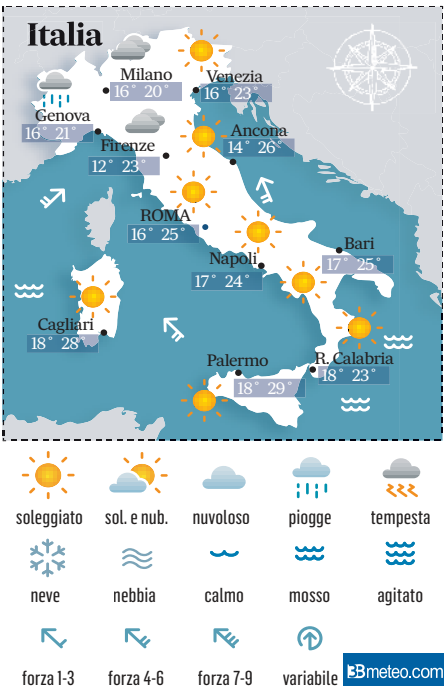 Italia
Milano
16° 20°
Venezia
16° 23°
Genova
16° 21°
Firenze
12° 23°
Ancona
14° 26°
ROMA
16° 25°
Napoli
17° 24°
Bari
17° 25°
Cagliari
18° 28°
Palermo
18° 29°
R. Calabria
18° 23°
soleggiato sol. e nub. nuvoloso piogge tempesta
neve nebbia calmo mosso agitato
forza 1-3 forza 4-6 forza 7-9 variabile
3Bmeteo.com